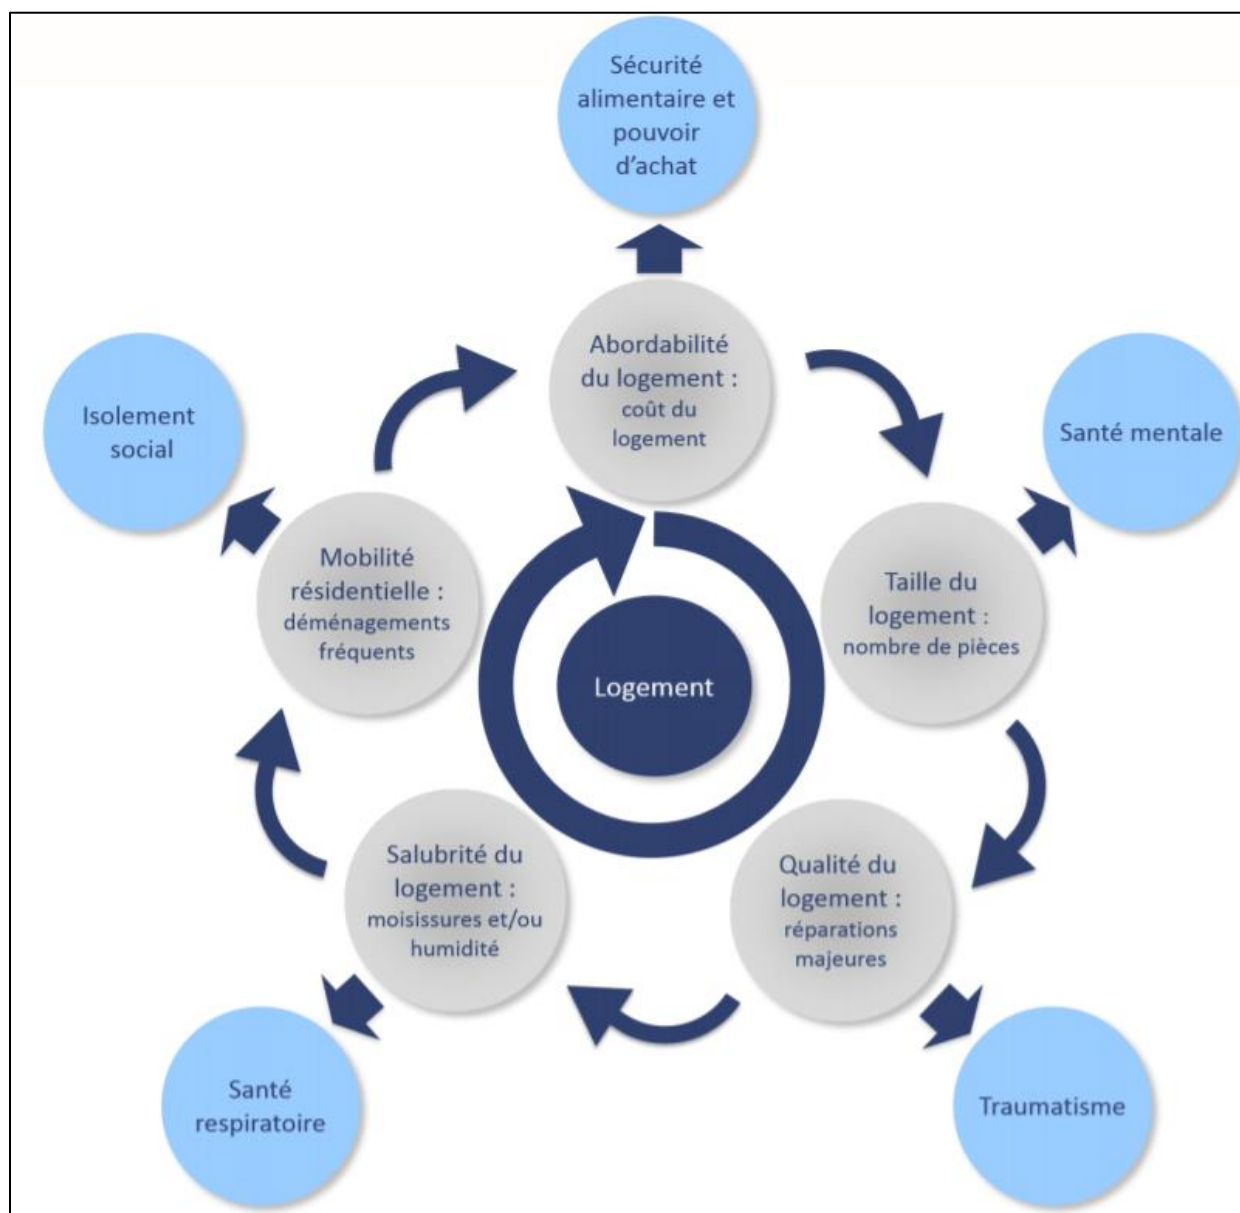 Sécurité
alimentaire et
pouvoir
d'achat
Abordabilité
du logement :
coût du
logement
Isolement
social
Santé mentale
Mobilité
résidentielle :
déménagements
fréquents
Taille du
logement :
nombre de pièces
Logement
Salubrité du
logement :
moisissures et/ou
humidité
Qualité du
logement :
réparations
majeures
Santé
respiratoire
Traumatisme